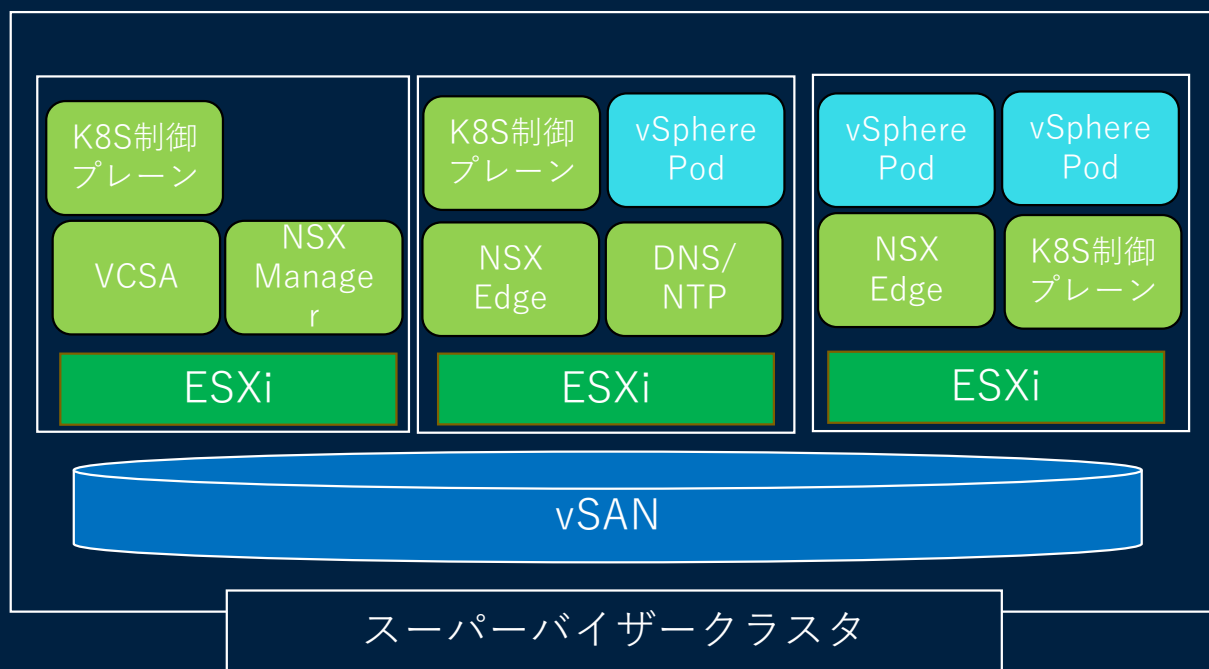 K8S制御
プレーン
VCSA
NSX
Manage
r
ESXi
K8S制御
プレーン
vSphere
Pod
NSX
Edge
DNS/
NTP
ESXi
vSphere
Pod
vSphere
Pod
NSX
Edge
K8S制御
プレーン
ESXi
vSAN
スーパーバイザークラスタ